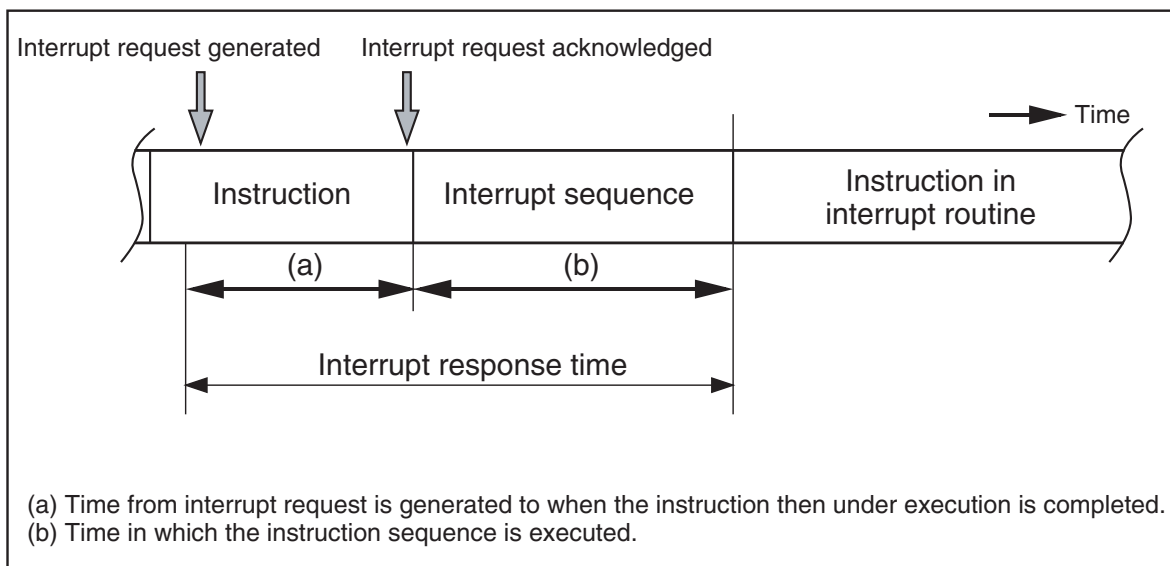 Interrupt request generated
Interrupt request acknowledged
Time
Instruction
Interrupt sequence
Instruction in
interrupt routine
(a)
(b)
Interrupt response time
(a) Time from interrupt request is generated to when the instruction then under execution is completed.
(b) Time in which the instruction sequence is executed.